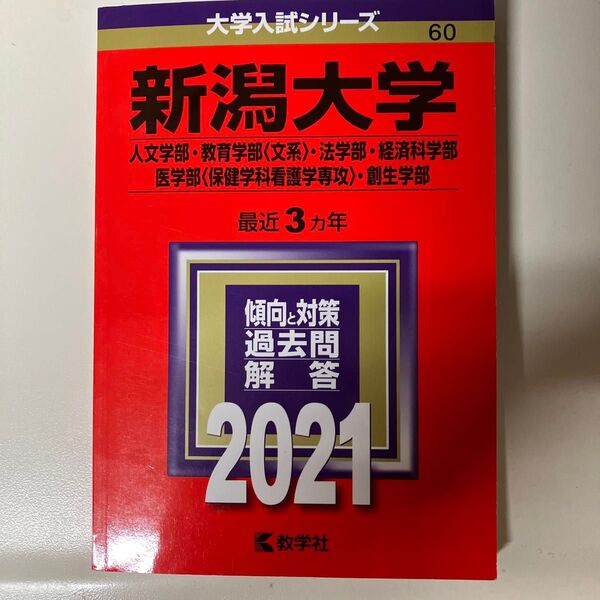 大学入試シリーズ
60
新潟大学
人文学部・教育学部〈文系〉・法学部・経済科学部
医学部〈保健学科看護学専攻〉・創生学部
最近3カ年
傾向と対策
過去問
解答
2021
教学社